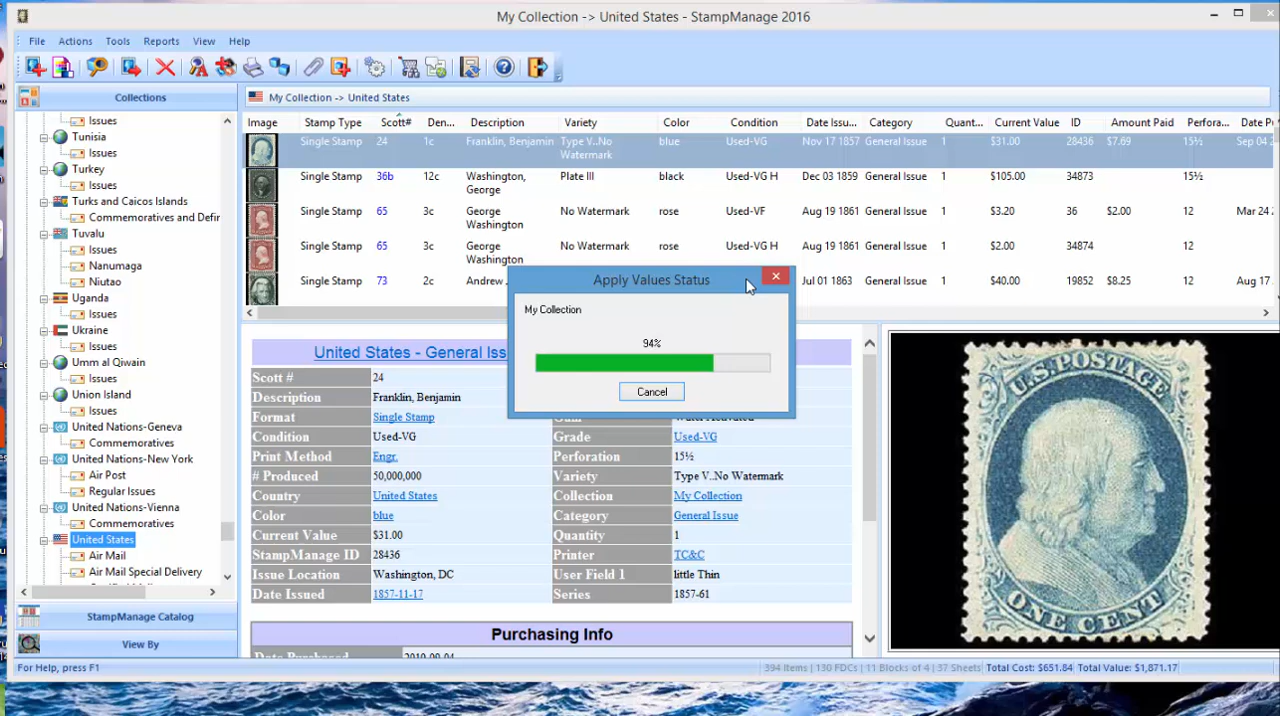 My Collection -> United States - StampManage 2016
File Actions Tools Reports View Help
Collections
My Collection -> United States
Issues
Tunisia
Issues
Turkey
Issues
Turks and Caicos Islands
Commemoratives and Defir
Tuvalu
Issues
Nanumaga
Niutao
Uganda
Issues
Ukraine
Issues
Umm al Qiwain
Issues
Union Island
Issues
United Nations-Geneva
Commemoratives
United Nations-New York
Air Post
Regular Issues
United Nations-Vienna
Commemoratives
United States
Air Mail
Air Mail Special Delivery
StampManage Catalog
View By
Image Stamp Type Scott# Den... Description Variety Color Condition Date Issu... Category Quant... Current Value ID Amount Paid Perfora... Date Pu
Single Stamp 24 1c Franklin, Benjamin Type V..No Watermark blue Used-VG Nov 17 1857 General Issue 1 $31.00 28436 $7.69 15½ Sep 04
Single Stamp 36b 12c Washington, George Plate III black Used-VG H Dec 03 1859 General Issue 1 $105.00 34873 15½
Single Stamp 65 3c George Washington No Watermark rose Used-VF Aug 19 1861 General Issue 1 $3.20 36 $2.00 12 Mar 24
Single Stamp 65 3c George Washington No Watermark rose Used-VG H Aug 19 1861 General Issue 1 $2.00 34874 12
Single Stamp 73 2c Andrew Jul 01 1863 General Issue 1 $40.00 19852 $8.25 12 Aug 17
Apply Values Status
My Collection
94%
Cancel
United States - General Iss
Scott # 24
Description Franklin, Benjamin
Format Single Stamp
Condition Used-VG Grade Used-VG
Print Method Engr. Perforation 15½
# Produced 50,000,000 Variety Type V..No Watermark
Country United States Collection My Collection
Color blue Category General Issue
Current Value $31.00 Quantity 1
StampManage ID 28436 Printer TC&C
Issue Location Washington, DC User Field 1 little Thin
Date Issued 1857-11-17 Series 1857-61
Purchasing Info
Date Purchased 2010-09-04
U.S. POSTAGE
ONE CENT
For Help, press F1
394 Items | 130 FDCs | 11 Blocks of 4 | 37 Sheets Total Cost: $651.84 Total Value: $1,871.17